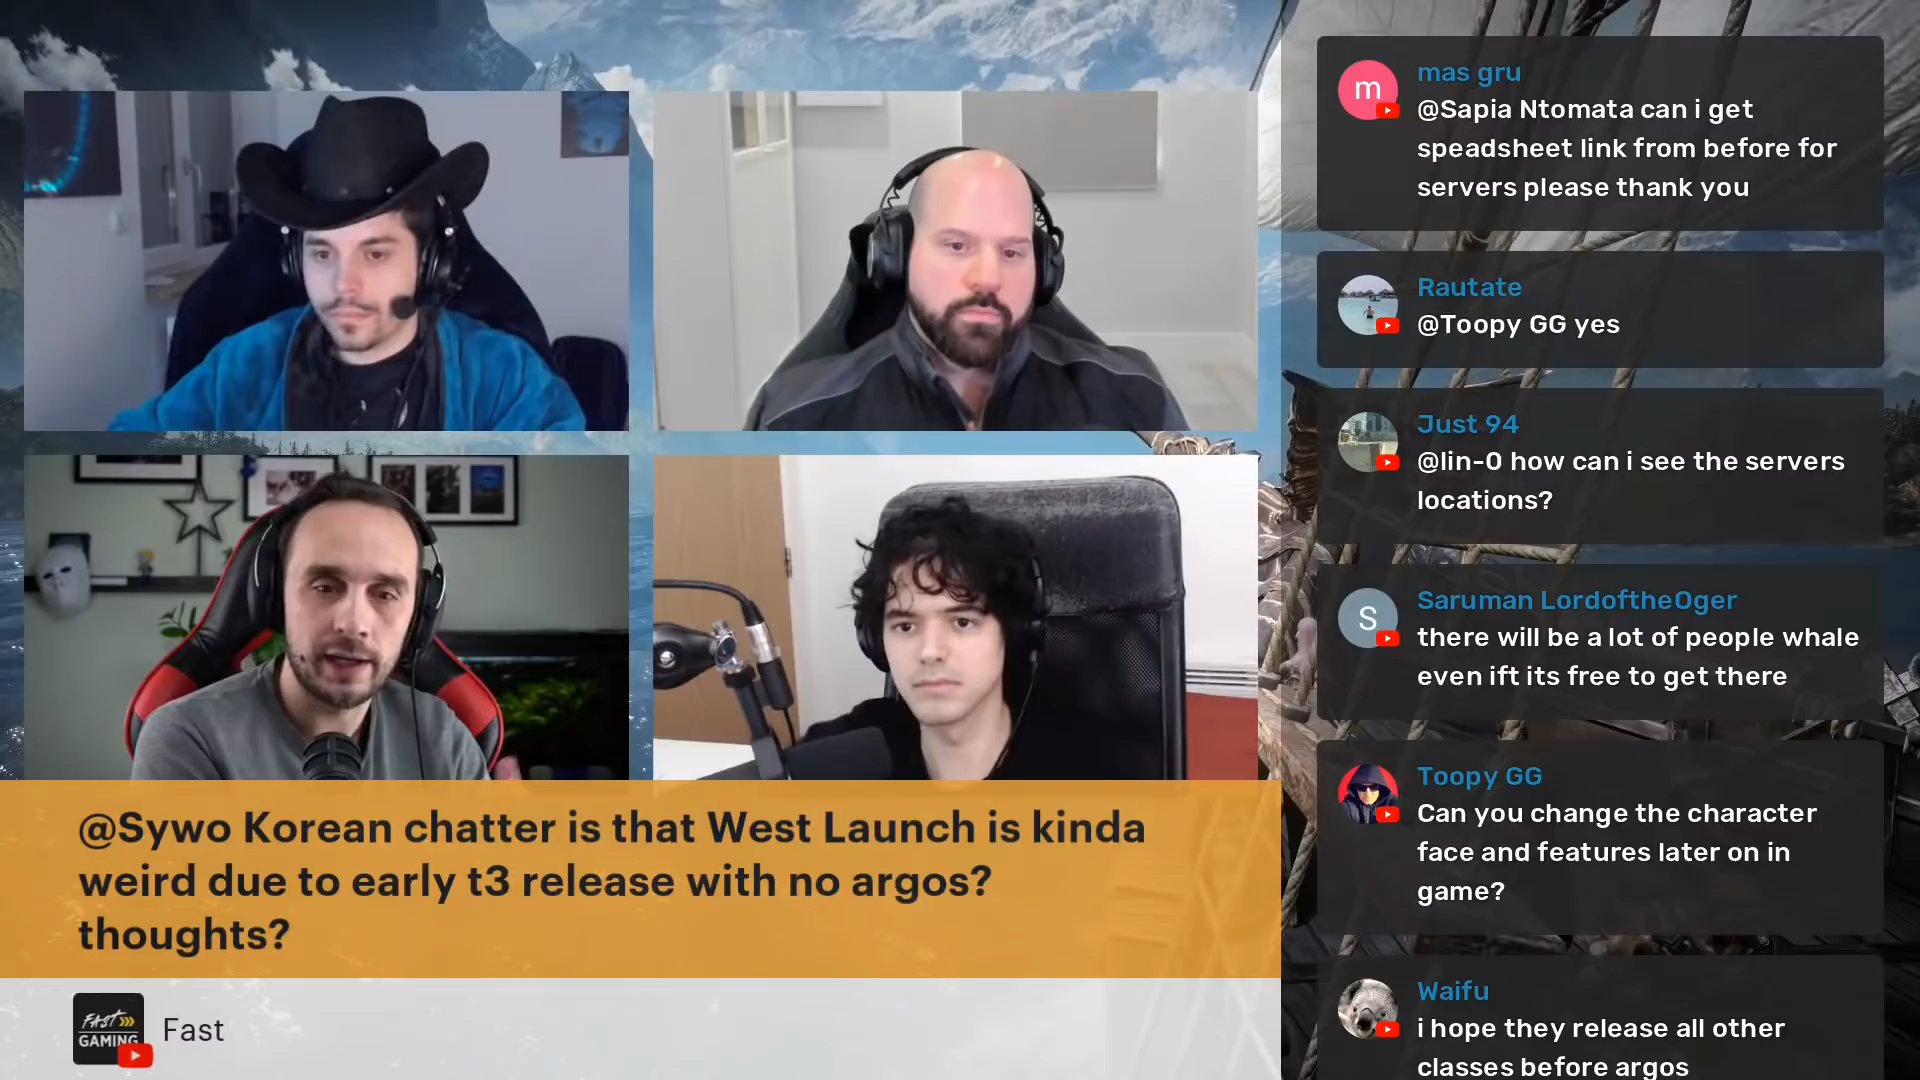 mas gru
@Sapia Ntomata can i get
speadsheet link from before for
servers please thank you
Rautate
@Toopy GG yes
Just 94
@lin-0 how can i see the servers
locations?
Saruman LordoftheOger
there will be a lot of people whale
even ift its free to get there
Toopy GG
Can you change the character
face and features later on in
game?
Waifu
i hope they release all other
classes before argos
@Sywo Korean chatter is that West Launch is kinda
weird due to early t3 release with no argos?
thoughts?
FAST
GAMING
Fast
m
S